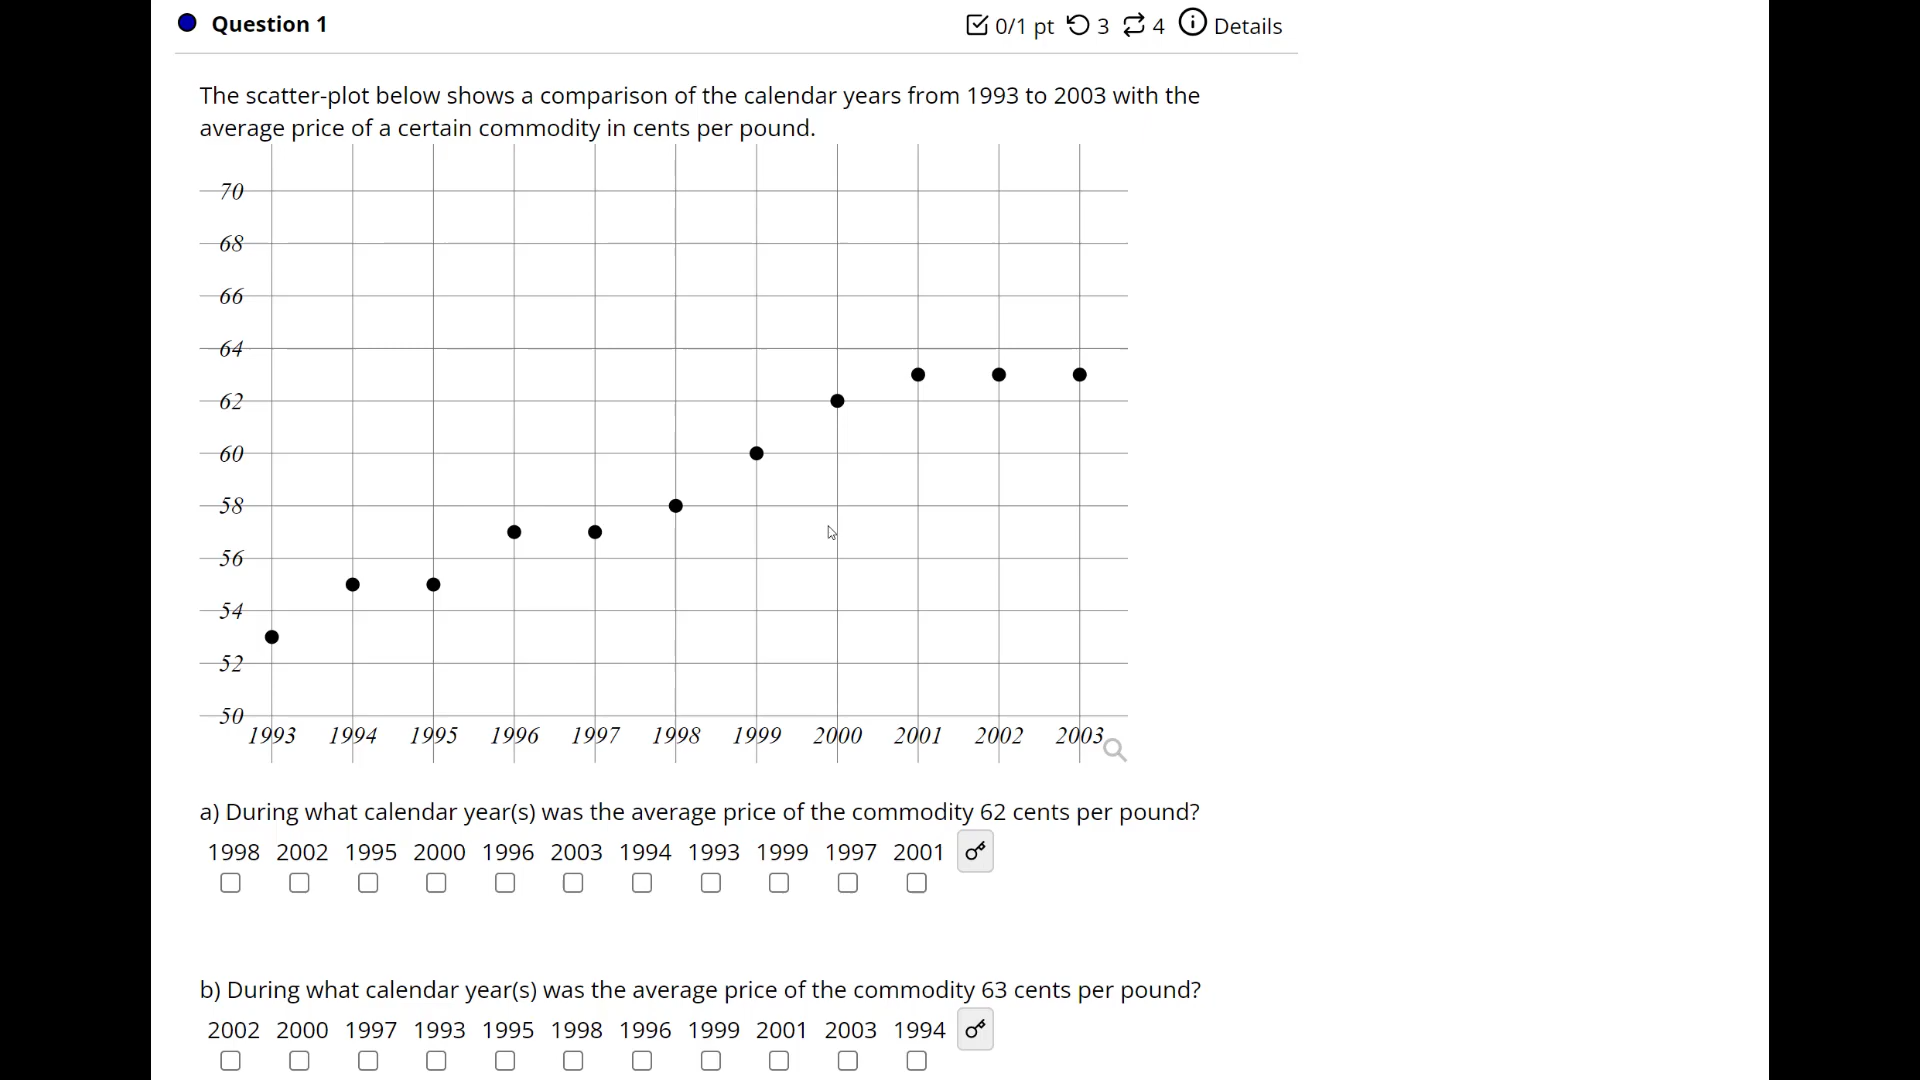 Question 1
0/1 pt 3 4 Details
The scatter-plot below shows a comparison of the calendar years from 1993 to 2003 with the
average price of a certain commodity in cents per pound.
70
68
66
64
62
60
58
56
54
52
50
1993 1994 1995 1996 1997 1998 1999 2000 2001 2002 2003
a) During what calendar year(s) was the average price of the commodity 62 cents per pound?
1998 2002 1995 2000 1996 2003 1994 1993 1999 1997 2001
b) During what calendar year(s) was the average price of the commodity 63 cents per pound?
2002 2000 1997 1993 1995 1998 1996 1999 2001 2003 1994